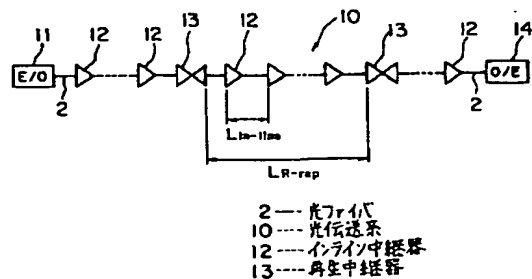 10
11 12 12 13 12 13 12 14
E/O O/E
2 2
Lin-line
LR-rep
2 --- 光ファイバ
10 --- 光伝送系
12 --- インライン中継器
13 --- 再生中継器